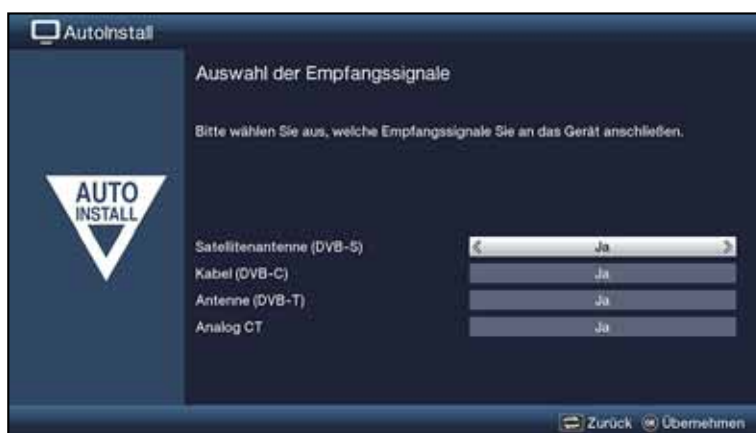 AutoInstall
Auswahl der Empfangssignale
Bitte wählen Sie aus, welche Empfangssignale Sie an das Gerät anschließen.
AUTO
INSTALL
Satellitenantenne (DVB-S) Ja
Kabel (DVB-C) Ja
Antenne (DVB-T) Ja
Analog CT Ja
Zurück OK Übernehmen